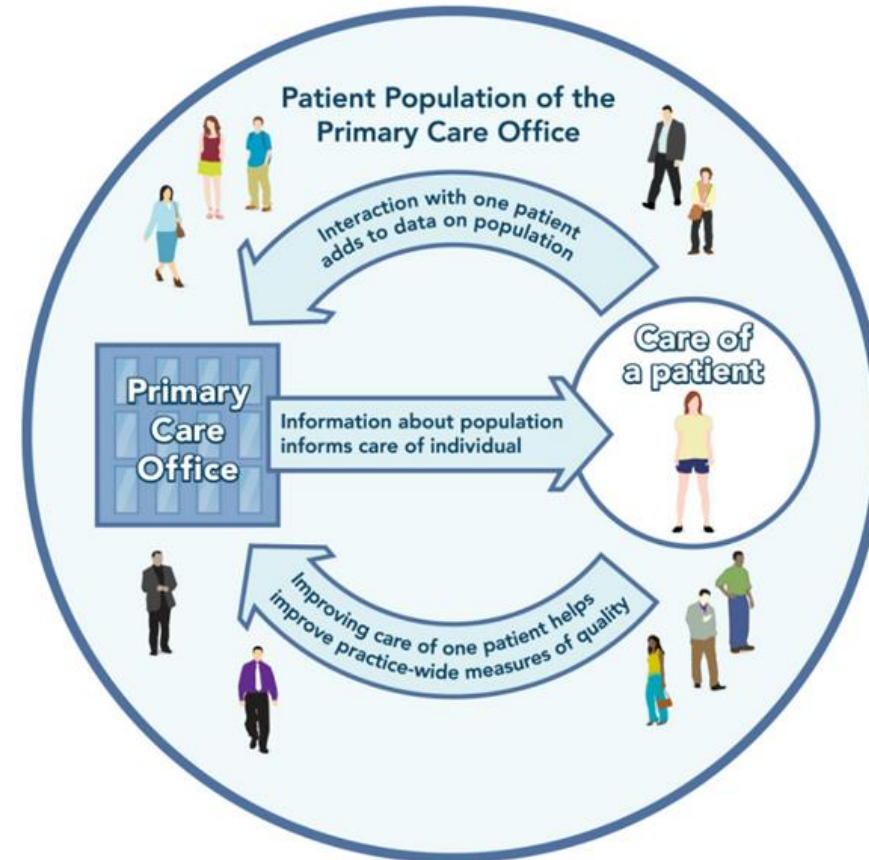 Patient Population of the
Primary Care Office
Interaction with one patient
adds to data on population
Care of
a patient
Primary
Care
Office
Information about population
informs care of individual
Improving care of one patient helps
improve practice-wide measures of quality